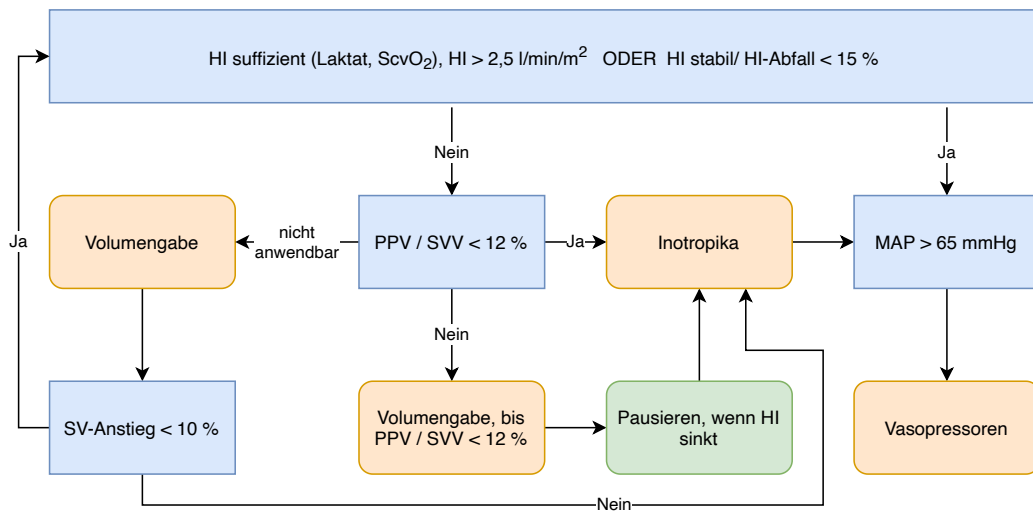 HI suffizient (Laktat, ScvO₂), HI > 2,5 l/min/m² ODER HI stabil/ HI-Abfall < 15 %
Nein
Ja
Ja
Volumengabe
nicht
anwendbar
PPV / SVV < 12 %
Ja
Inotropika
MAP > 65 mmHg
Nein
SV-Anstieg < 10 %
Volumengabe, bis
PPV / SVV < 12 %
Pausieren, wenn HI
sinkt
Vasopressoren
Nein